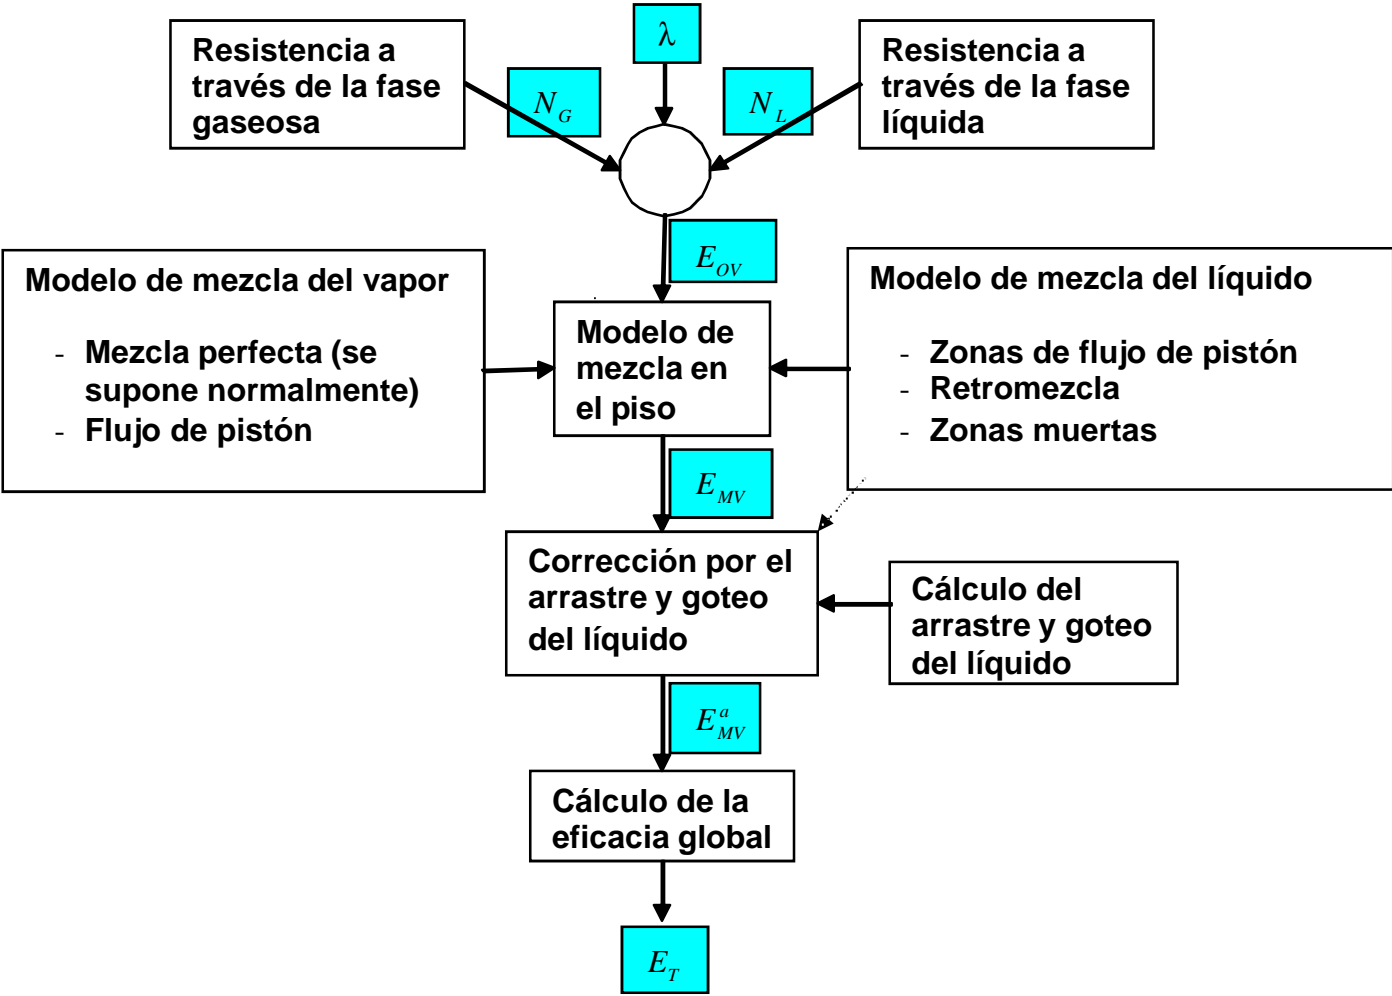 λ
Resistencia a
través de la fase
gaseosa
N_G
N_L
Resistencia a
través de la fase
líquida
E_OV
Modelo de mezcla del vapor
- Mezcla perfecta (se
supone normalmente)
- Flujo de pistón
Modelo de
mezcla en
el piso
Modelo de mezcla del líquido
- Zonas de flujo de pistón
- Retromezcla
- Zonas muertas
E_MV
Corrección por el
arrastre y goteo
del líquido
Cálculo del
arrastre y goteo
del líquido
E^a_MV
Cálculo de la
eficacia global
E_T